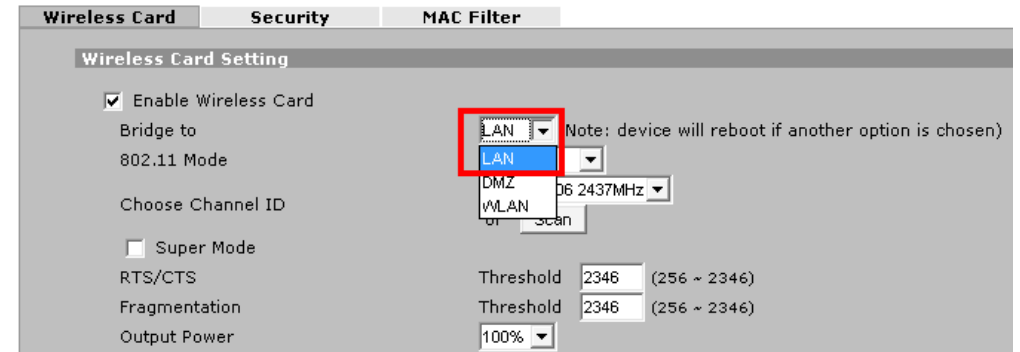 Wireless Card Security MAC Filter
Wireless Card Setting
Enable Wireless Card
Bridge to LAN Note: device will reboot if another option is chosen)
LAN
802.11 Mode
DMZ
06 2437MHz
WLAN
Choose Channel ID
or Scan
Super Mode
RTS/CTS Threshold 2346 (256 ~ 2346)
Fragmentation Threshold 2346 (256 ~ 2346)
Output Power 100%